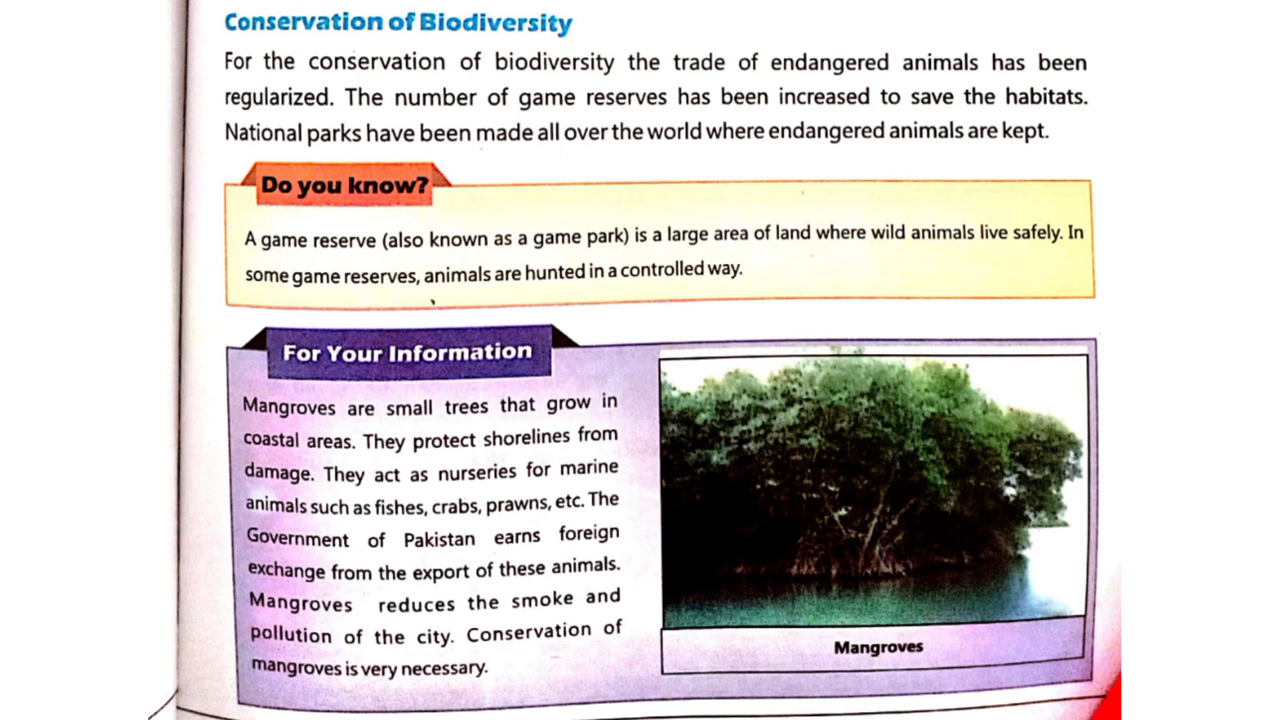 Conservation of Biodiversity
For the conservation of biodiversity the trade of endangered animals has been
regularized. The number of game reserves has been increased to save the habitats.
National parks have been made all over the world where endangered animals are kept.
Do you know?
A game reserve (also known as a game park) is a large area of land where wild animals live safely. In
some game reserves, animals are hunted in a controlled way.
For Your Information
Mangroves are small trees that grow in
coastal areas. They protect shorelines from
damage. They act as nurseries for marine
animals such as fishes, crabs, prawns, etc. The
Government of Pakistan earns foreign
exchange from the export of these animals.
Mangroves reduces the smoke and
pollution of the city. Conservation of
mangroves is very necessary.
Mangroves